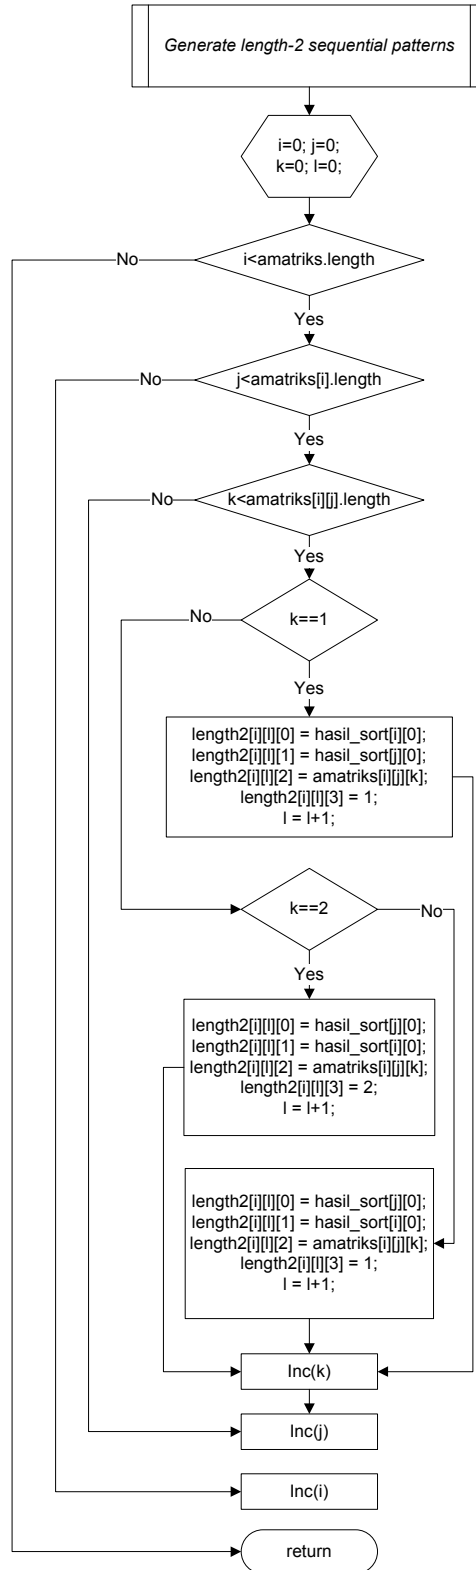 Generate length-2 sequential patterns
i=0; j=0;
k=0; l=0;
No
i<amatriks.length
Yes
No
j<amatriks[i].length
Yes
No
k<amatriks[i][j].length
Yes
No
k==1
Yes
length2[i][l][0] = hasil_sort[i][0];
length2[i][l][1] = hasil_sort[j][0];
length2[i][l][2] = amatriks[i][j][k];
length2[i][l][3] = 1;
l = l+1;
k==2
No
Yes
length2[i][l][0] = hasil_sort[j][0];
length2[i][l][1] = hasil_sort[i][0];
length2[i][l][2] = amatriks[i][j][k];
length2[i][l][3] = 2;
l = l+1;
length2[i][l][0] = hasil_sort[j][0];
length2[i][l][1] = hasil_sort[i][0];
length2[i][l][2] = amatriks[i][j][k];
length2[i][l][3] = 1;
l = l+1;
Inc(k)
Inc(j)
Inc(i)
return